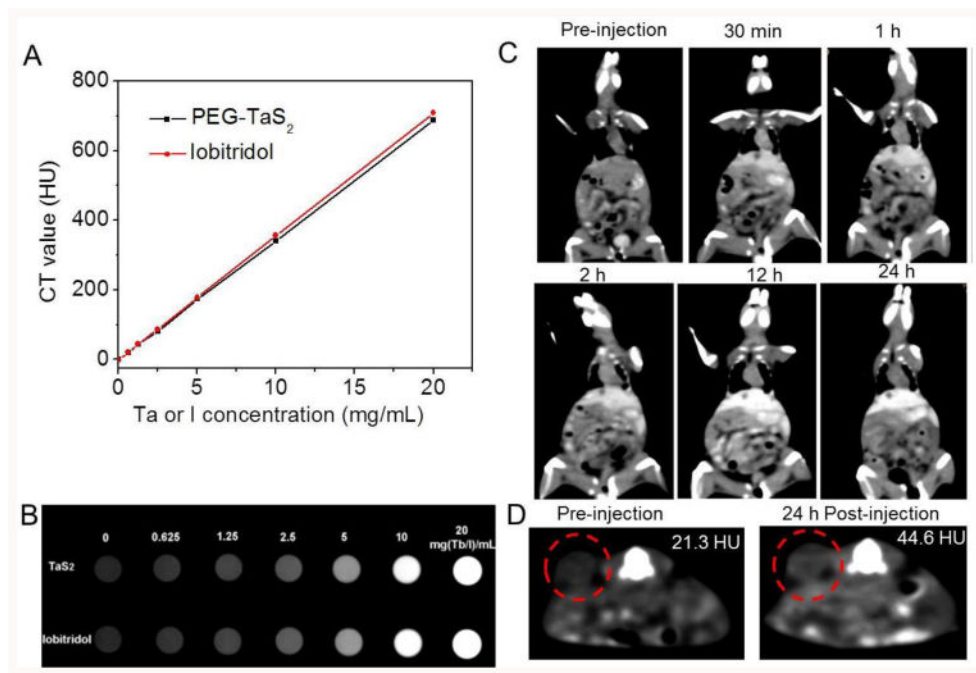 A
800
600
400
200
0
CT value (HU)
PEG-TaS₂
Iobitridol
0 5 10 15 20
Ta or I concentration (mg/mL)
B
0 0.625 1.25 2.5 5 10 20
mg(Tb/I)/mL
TaS₂
Iobitridol
C
Pre-injection 30 min 1 h
2 h 12 h 24 h
D
Pre-injection 24 h Post-injection
21.3 HU 44.6 HU